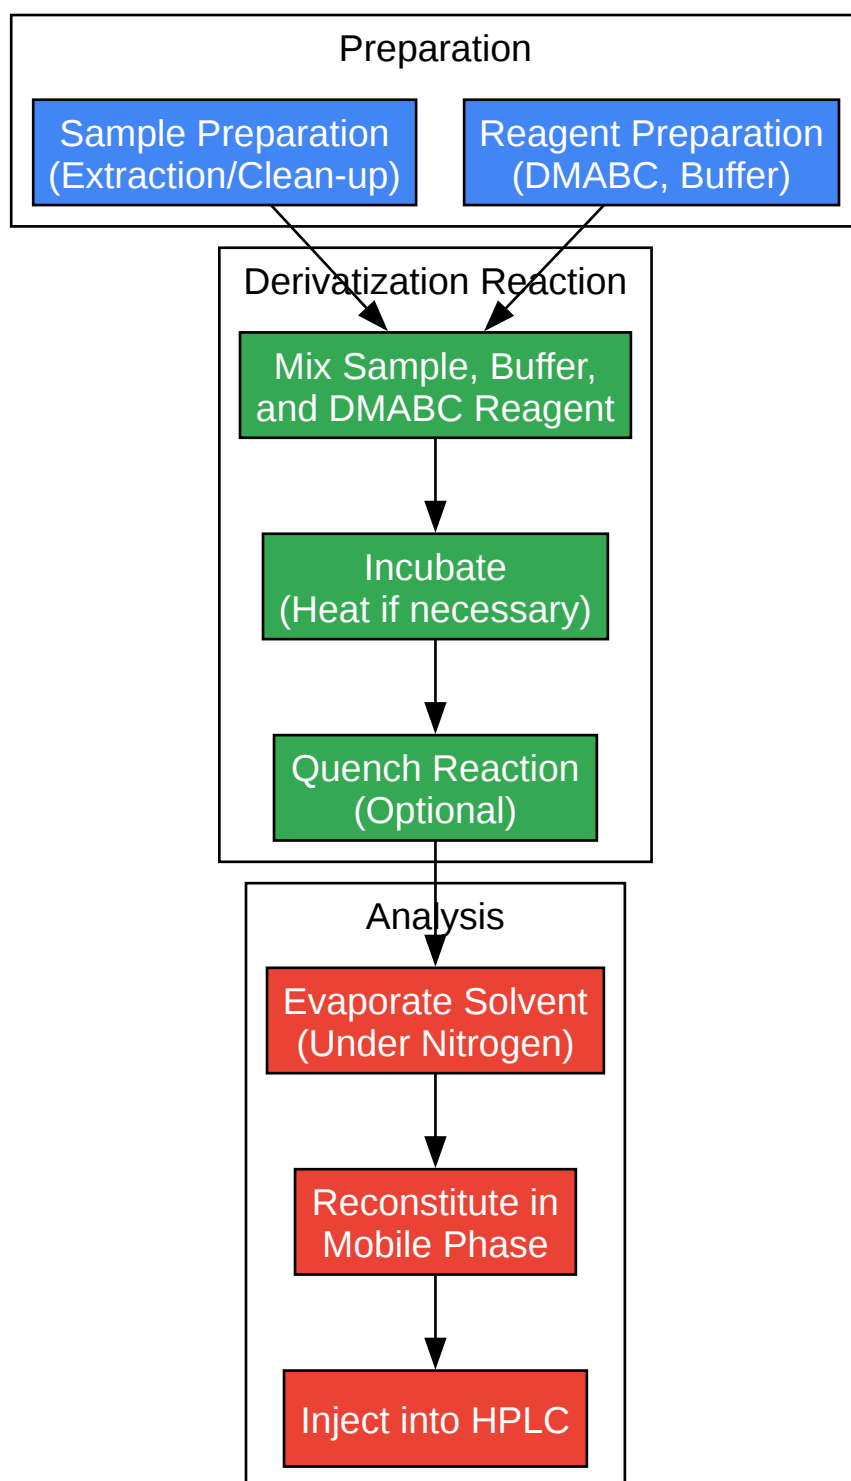 Preparation
Sample Preparation
(Extraction/Clean-up)
Reagent Preparation
(DMABC, Buffer)
Derivatization Reaction
Mix Sample, Buffer,
and DMABC Reagent
Incubate
(Heat if necessary)
Quench Reaction
(Optional)
Analysis
Evaporate Solvent
(Under Nitrogen)
Reconstitute in
Mobile Phase
Inject into HPLC